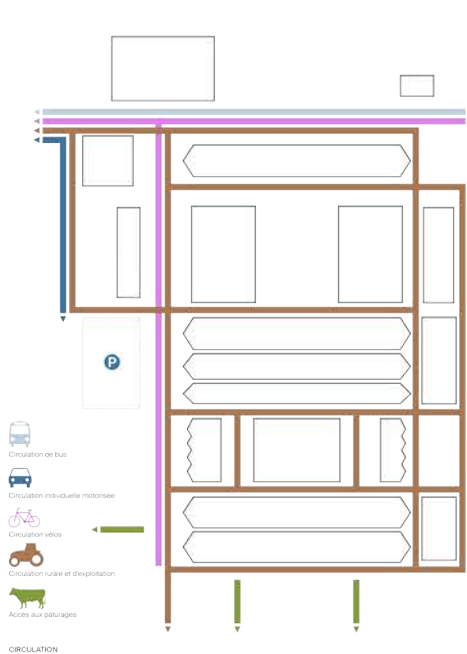 P
Circulation de bus
Circulation individuelle motorisée
Circulation vélos
Circulation rurale et d'exploitation
Accès aux pâturages
CIRCULATION